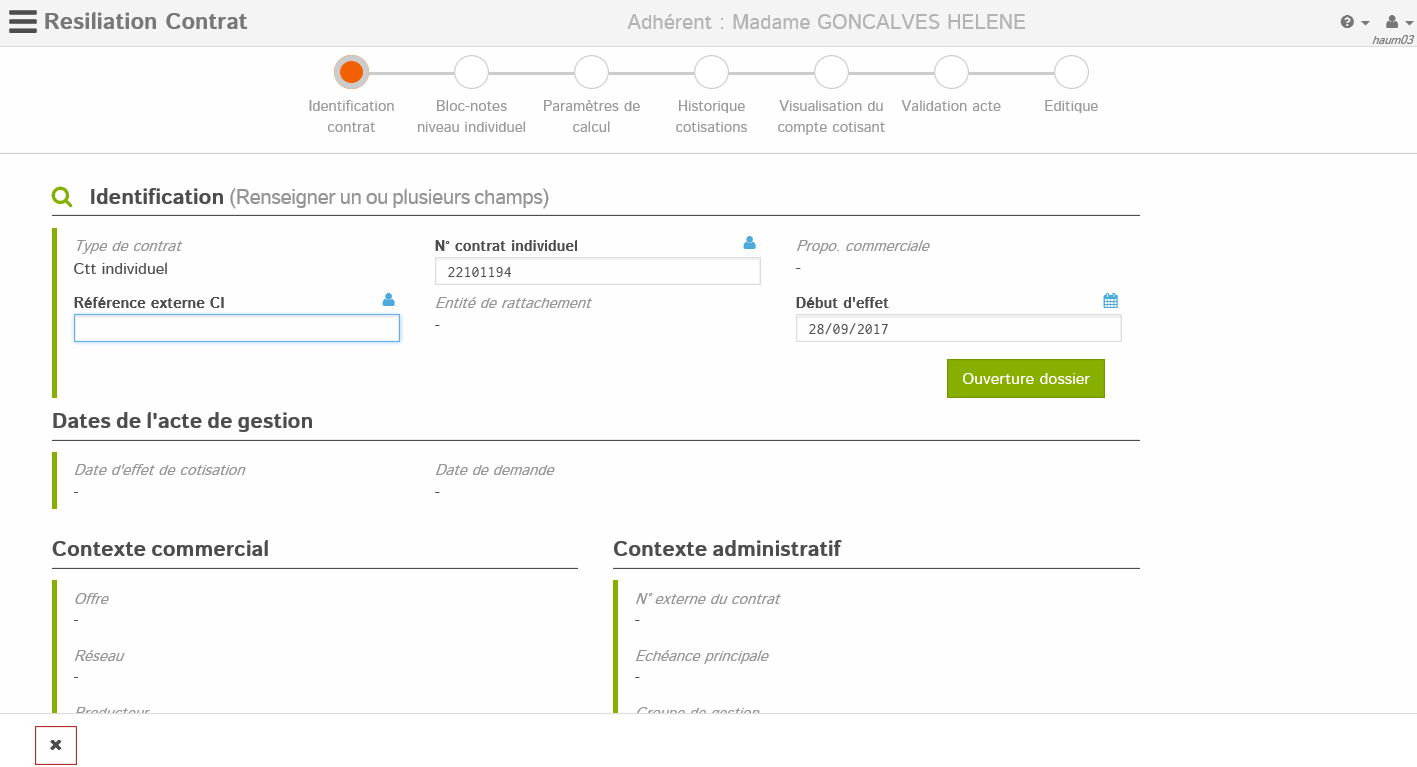 Resiliation Contrat
Adhérent : Madame GONCALVES HELENE
haum03
Identification contrat
Bloc-notes niveau individuel
Paramètres de calcul
Historique cotisations
Visualisation du compte cotisant
Validation acte
Editique
Identification (Renseigner un ou plusieurs champs)
Type de contrat
Ctt individuel
N° contrat individuel
22101194
Propo. commerciale
-
Référence externe CI
Entité de rattachement
-
Début d'effet
28/09/2017
Ouverture dossier
Dates de l'acte de gestion
Date d'effet de cotisation
-
Date de demande
-
Contexte commercial
Offre
-
Réseau
-
Producteur
Contexte administratif
N° externe du contrat
-
Echéance principale
-
Groupe de gestion